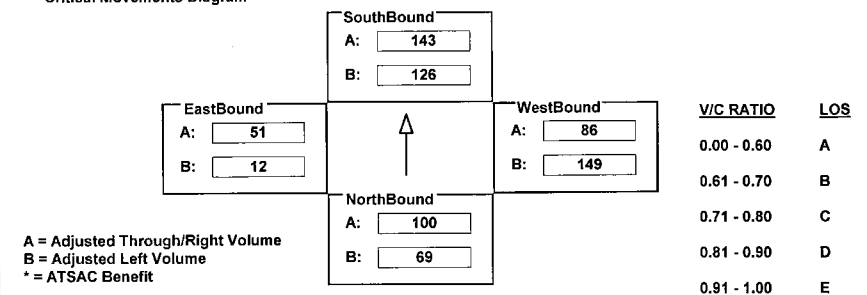 Critical Movements Diagram
SouthBound
A: 143
B: 126
EastBound
A: 51
B: 12
WestBound
A: 86
B: 149
NorthBound
A: 100
B: 69
A = Adjusted Through/Right Volume
B = Adjusted Left Volume
* = ATSAC Benefit
V/C RATIO LOS
0.00 - 0.60 A
0.61 - 0.70 B
0.71 - 0.80 C
0.81 - 0.90 D
0.91 - 1.00 E